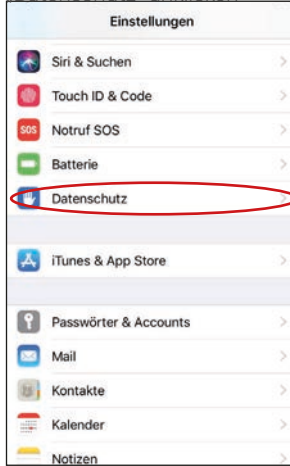 Einstellungen
Siri & Suchen
Touch ID & Code
SOS Notruf SOS
Batterie
Datenschutz
iTunes & App Store
Passwörter & Accounts
Mail
Kontakte
Kalender
Notizen